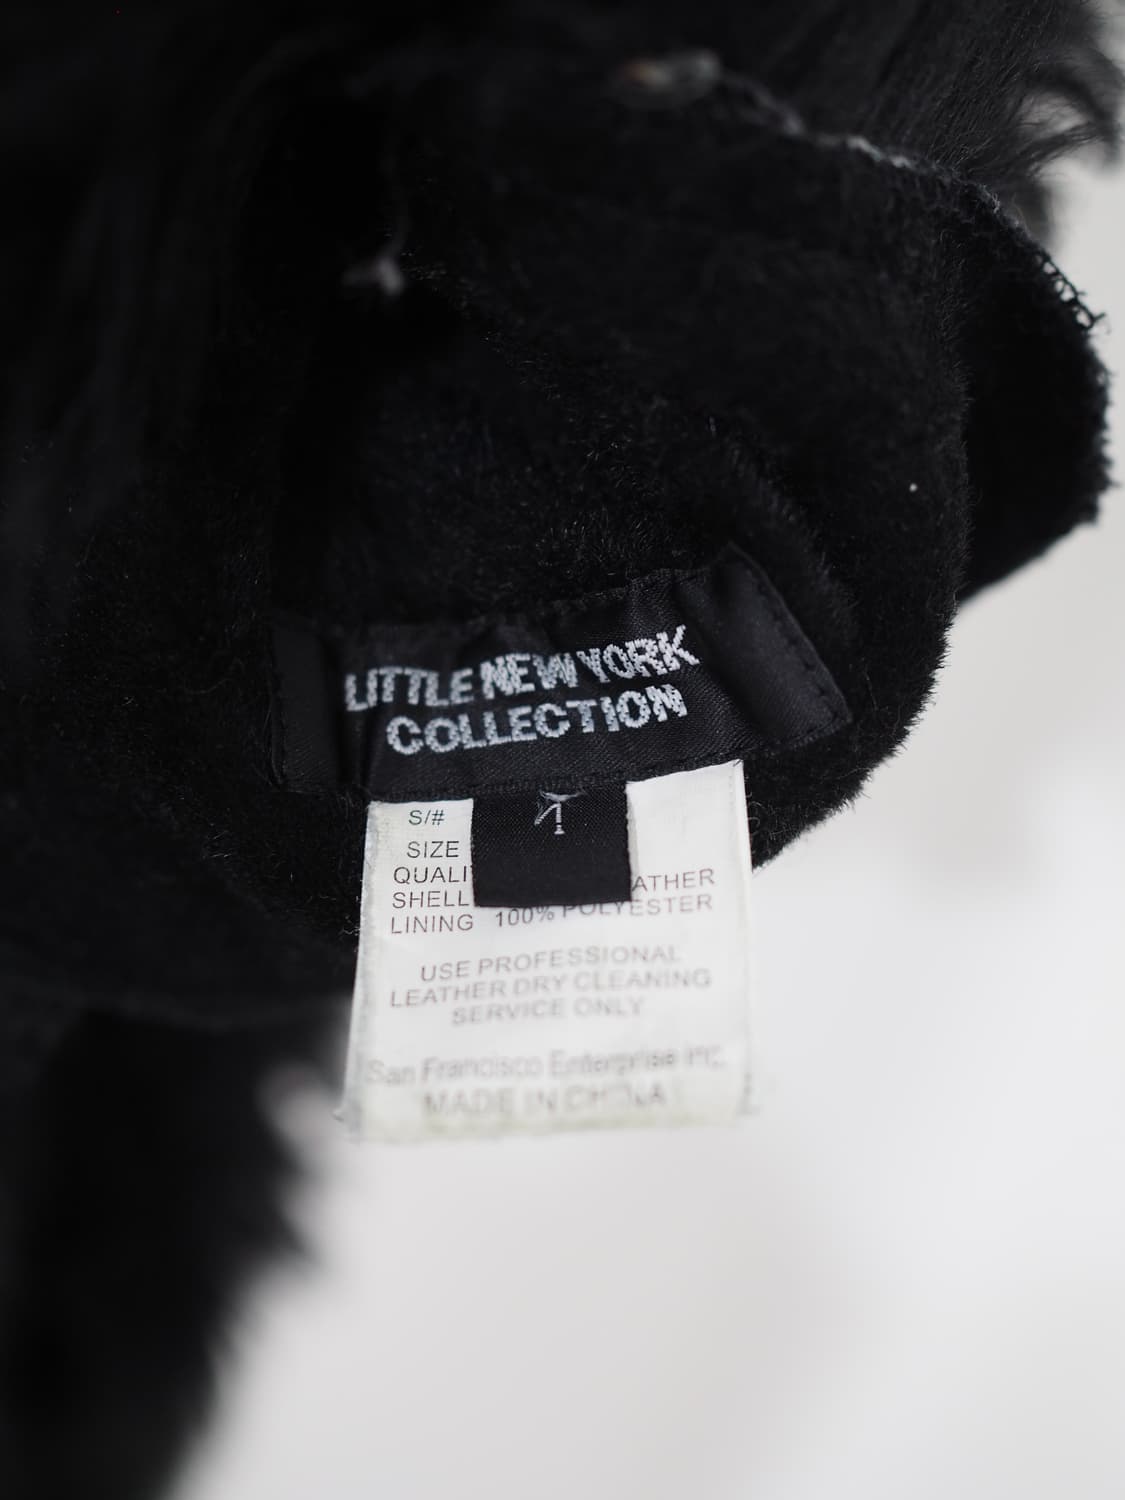 LITTLE NEW YORK
COLLECTION
S/#
SIZE
QUALI
SHELL ATHER
LINING 100% POLYESTER
USE PROFESSIONAL
LEATHER DRY CLEANING
SERVICE ONLY
San Francisco Enterprise Inc.
MADE IN CHINA